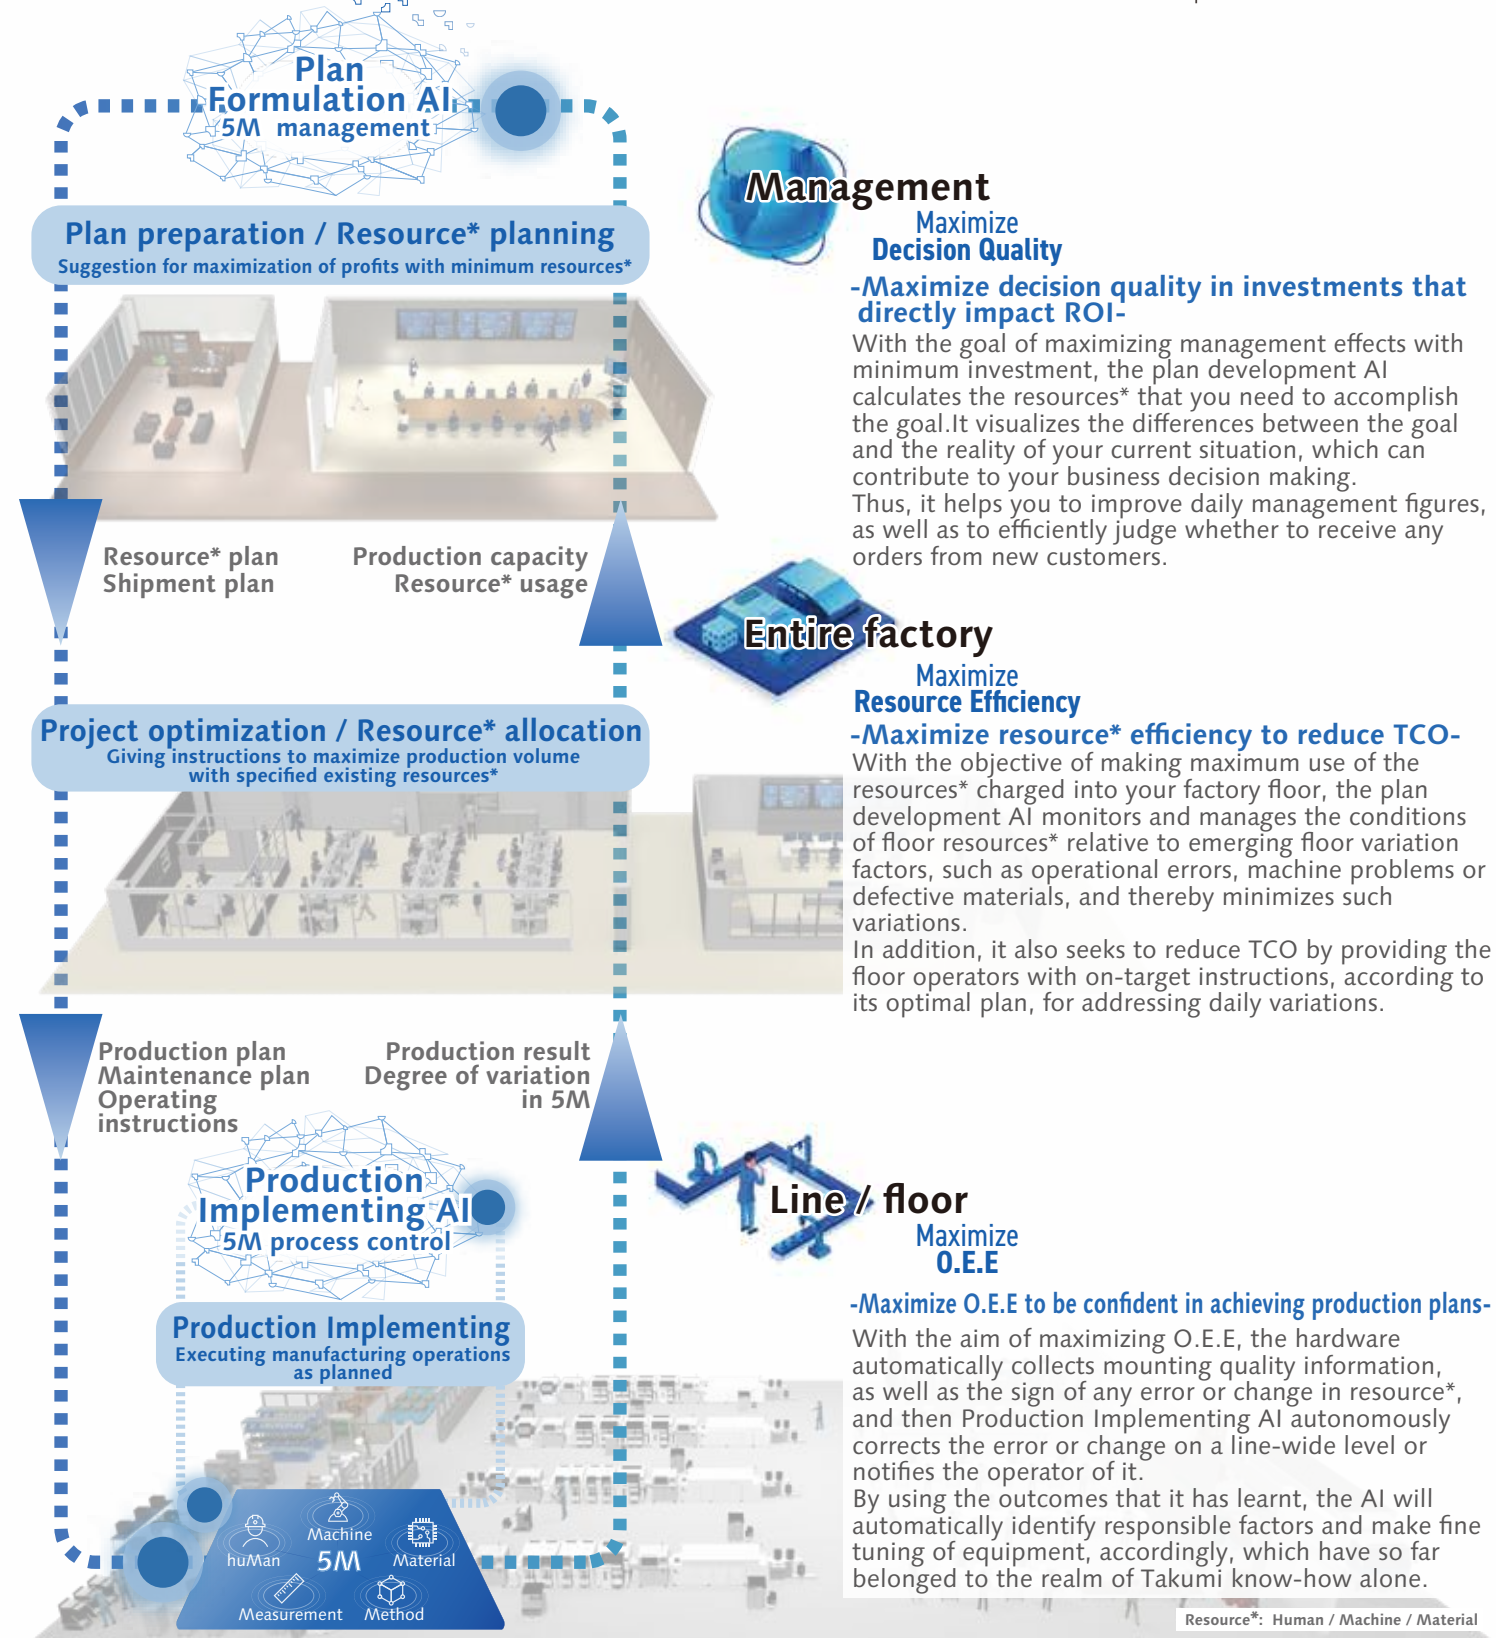 Plan
Formulation AI
5M management
Plan preparation / Resource* planning
Suggestion for maximization of profits with minimum resources*
Resource* plan
Shipment plan
Production capacity
Resource* usage
Project optimization / Resource* allocation
Giving instructions to maximize production volume
with specified existing resources*
Production plan
Maintenance plan
Operating
instructions
Production result
Degree of variation
in 5M
Production
Implementing AI
5M process control
Production Implementing
Executing manufacturing operations
as planned
Machine
huMan
5M
Material
Measurement
Method
Management
Maximize
Decision Quality
-Maximize decision quality in investments that
directly impact ROI-
With the goal of maximizing management effects with
minimum investment, the plan development AI
calculates the resources* that you need to accomplish
the goal.It visualizes the differences between the goal
and the reality of your current situation, which can
contribute to your business decision making.
Thus, it helps you to improve daily management figures,
as well as to efficiently judge whether to receive any
orders from new customers.
Entire factory
Maximize
Resource Efficiency
-Maximize resource* efficiency to reduce TCO-
With the objective of making maximum use of the
resources* charged into your factory floor, the plan
development AI monitors and manages the conditions
of floor resources* relative to emerging floor variation
factors, such as operational errors, machine problems or
defective materials, and thereby minimizes such
variations.
In addition, it also seeks to reduce TCO by providing the
floor operators with on-target instructions, according to
its optimal plan, for addressing daily variations.
Line / floor
Maximize
O.E.E
-Maximize O.E.E to be confident in achieving production plans-
With the aim of maximizing O.E.E, the hardware
automatically collects mounting quality information,
as well as the sign of any error or change in resource*,
and then Production Implementing AI autonomously
corrects the error or change on a line-wide level or
notifies the operator of it.
By using the outcomes that it has learnt, the AI will
automatically identify responsible factors and make fine
tuning of equipment, accordingly, which have so far
belonged to the realm of Takumi know-how alone.
Resource*: Human / Machine / Material